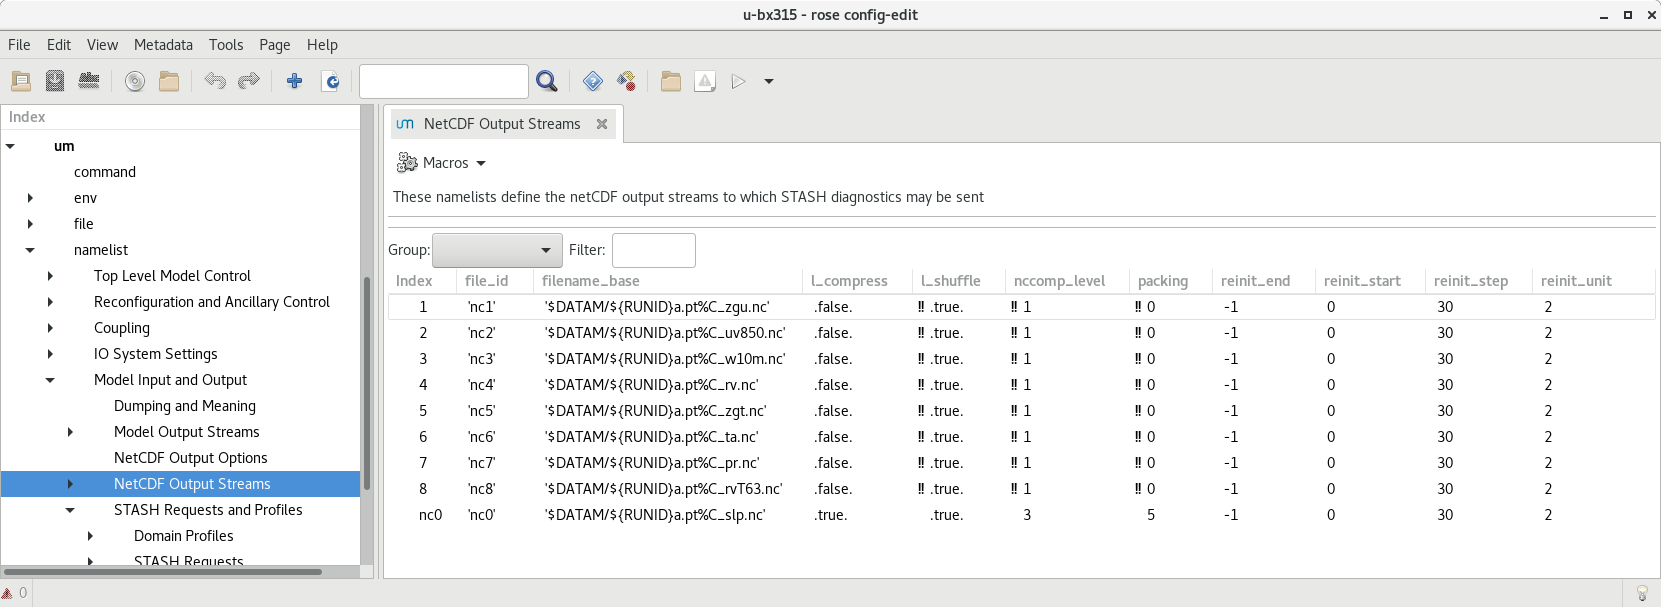 u-bx315 - rose config-edit
File Edit View Metadata Tools Page Help
Index
um
command
env
file
namelist
Top Level Model Control
Reconfiguration and Ancillary Control
Coupling
IO System Settings
Model Input and Output
Dumping and Meaning
Model Output Streams
NetCDF Output Options
NetCDF Output Streams
STASH Requests and Profiles
Domain Profiles
STASH Requests
um NetCDF Output Streams
Macros
These namelists define the netCDF output streams to which STASH diagnostics may be sent
Group: Filter:
Index file_id filename_base l_compress l_shuffle nccomp_level packing reinit_end reinit_start reinit_step reinit_unit
1 'nc1' '$DATAM/${RUNID}a.pt%C_zgu.nc' .false. !! .true. !! 1 !! 0 -1 0 30 2
2 'nc2' '$DATAM/${RUNID}a.pt%C_uv850.nc' .false. !! .true. !! 1 !! 0 -1 0 30 2
3 'nc3' '$DATAM/${RUNID}a.pt%C_w10m.nc' .false. !! .true. !! 1 !! 0 -1 0 30 2
4 'nc4' '$DATAM/${RUNID}a.pt%C_rv.nc' .false. !! .true. !! 1 !! 0 -1 0 30 2
5 'nc5' '$DATAM/${RUNID}a.pt%C_zgt.nc' .false. !! .true. !! 1 !! 0 -1 0 30 2
6 'nc6' '$DATAM/${RUNID}a.pt%C_ta.nc' .false. !! .true. !! 1 !! 0 -1 0 30 2
7 'nc7' '$DATAM/${RUNID}a.pt%C_pr.nc' .false. !! .true. !! 1 !! 0 -1 0 30 2
8 'nc8' '$DATAM/${RUNID}a.pt%C_rvT63.nc' .false. !! .true. !! 1 !! 0 -1 0 30 2
nc0 'nc0' '$DATAM/${RUNID}a.pt%C_slp.nc' .true. .true. 3 5 -1 0 30 2
0